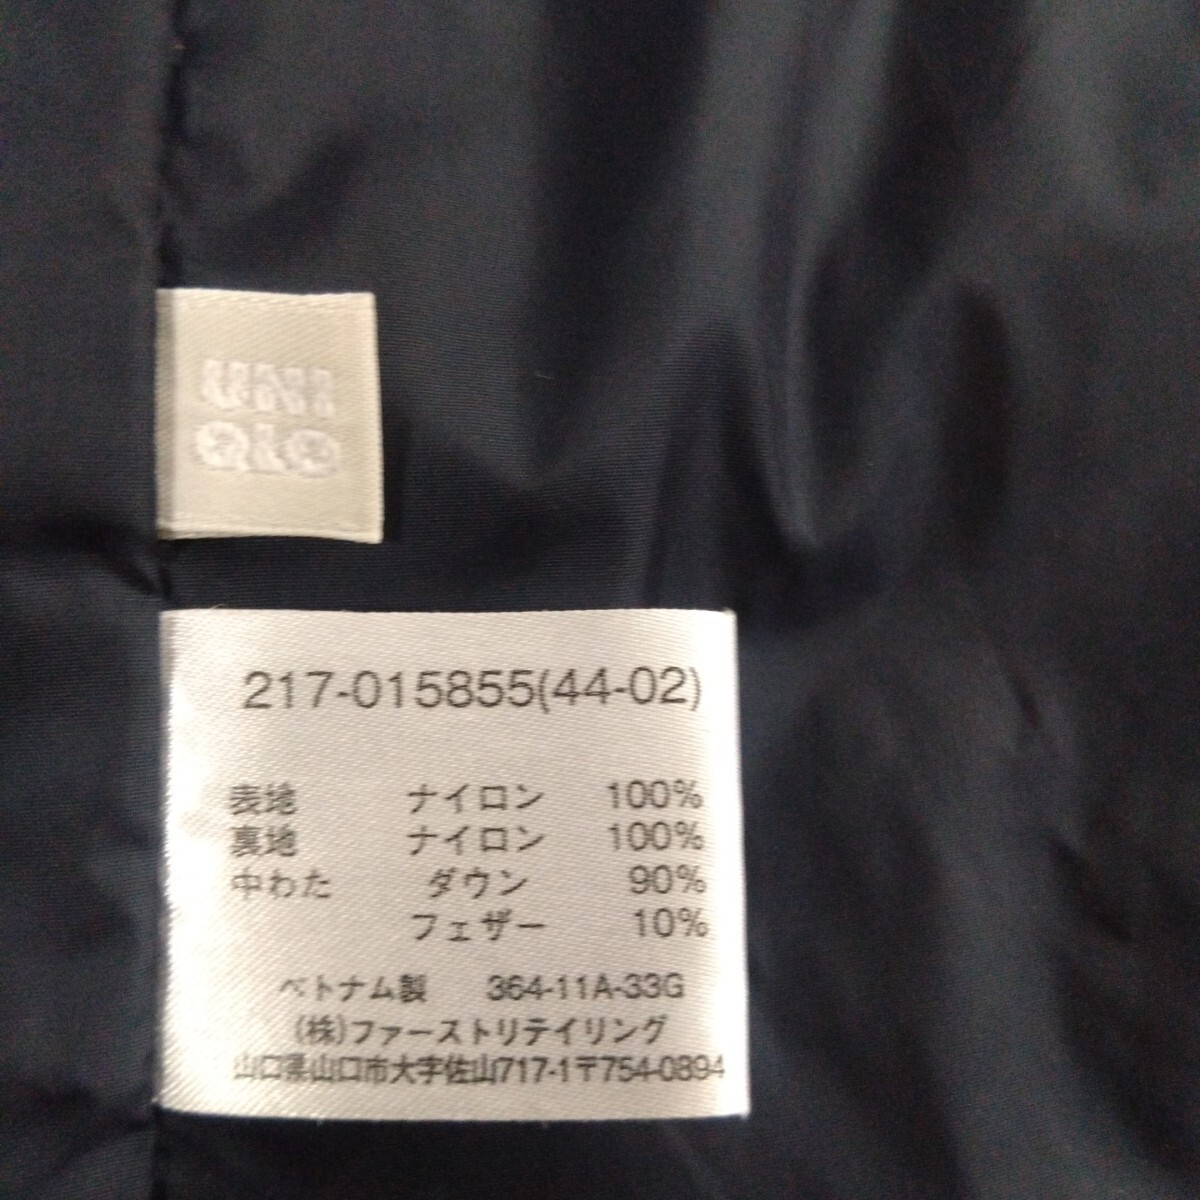 UNI
QLO
217-015855(44-02)
表地 ナイロン 100%
裏地 ナイロン 100%
中わた ダウン 90%
フェザー 10%
ベトナム製 364-11A-33G
(株)ファーストリテイリング
山口県山口市大字佐山717-1〒754-0894